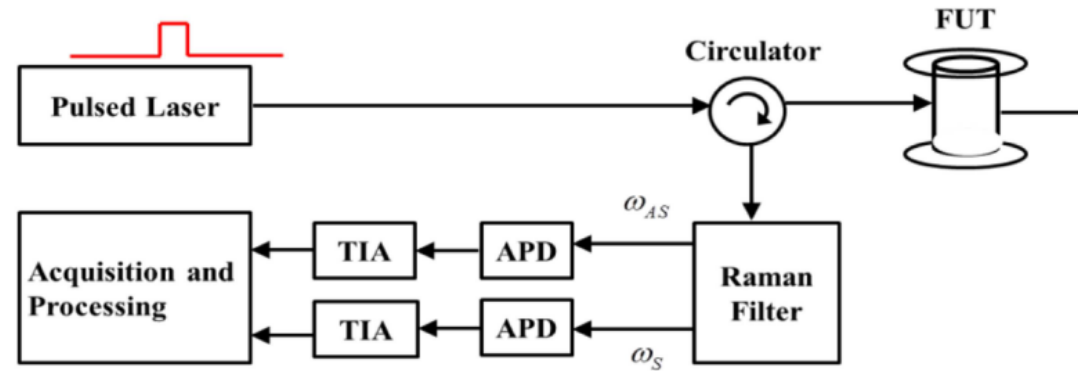 FUT
Circulator
Pulsed Laser
ω_AS
TIA
APD
Acquisition and
Processing
Raman
Filter
TIA
APD
ω_S